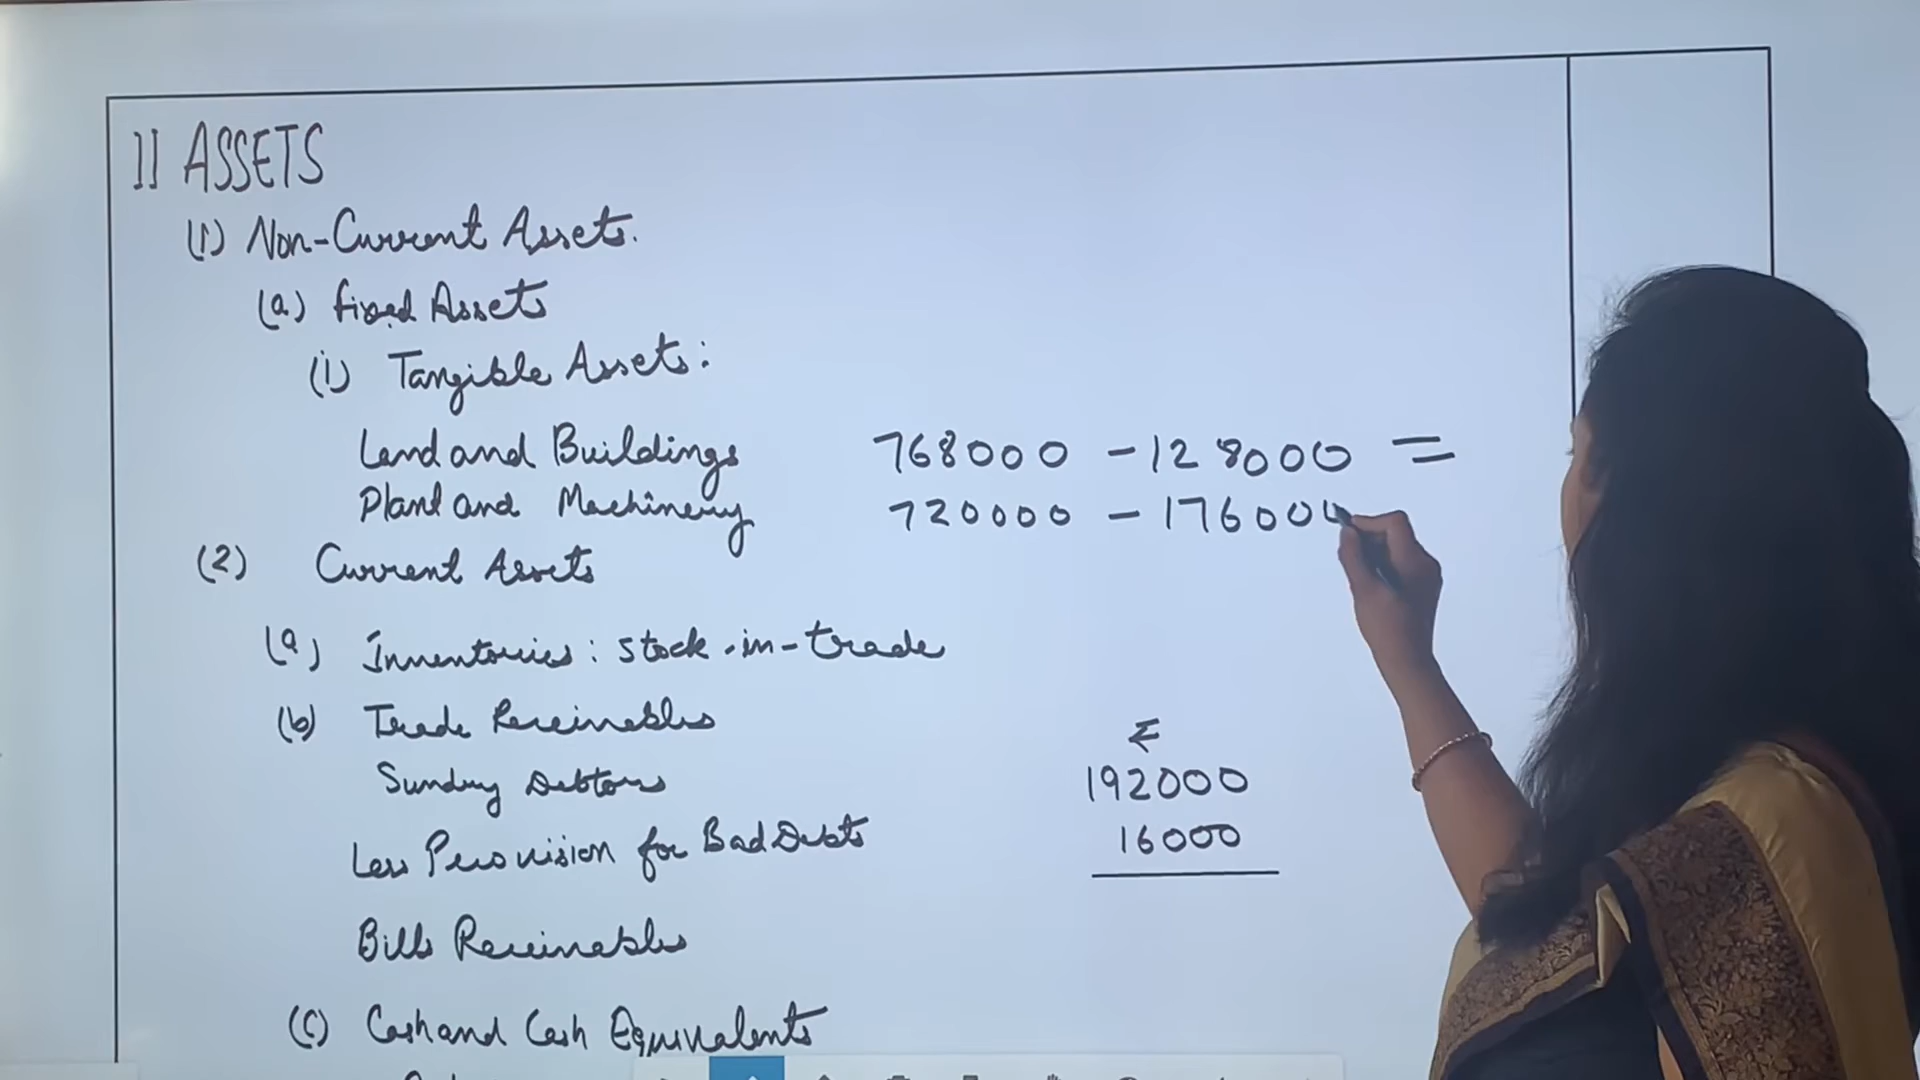 II ASSETS
(1) Non-Current Assets.
(a) fixed Assets
(i) Tangible Assets:
Land and Buildings 768000 - 128000 =
Plant and Machinery 720000 - 176000
(2) Current Assets
(a) Inventories: Stock-in-trade
(b) Trade Receivables ₹
Sundry Debtors 192000
Less Provision for Bad Debts 16000
Bills Receivables
(c) Cash and Cash Equivalents